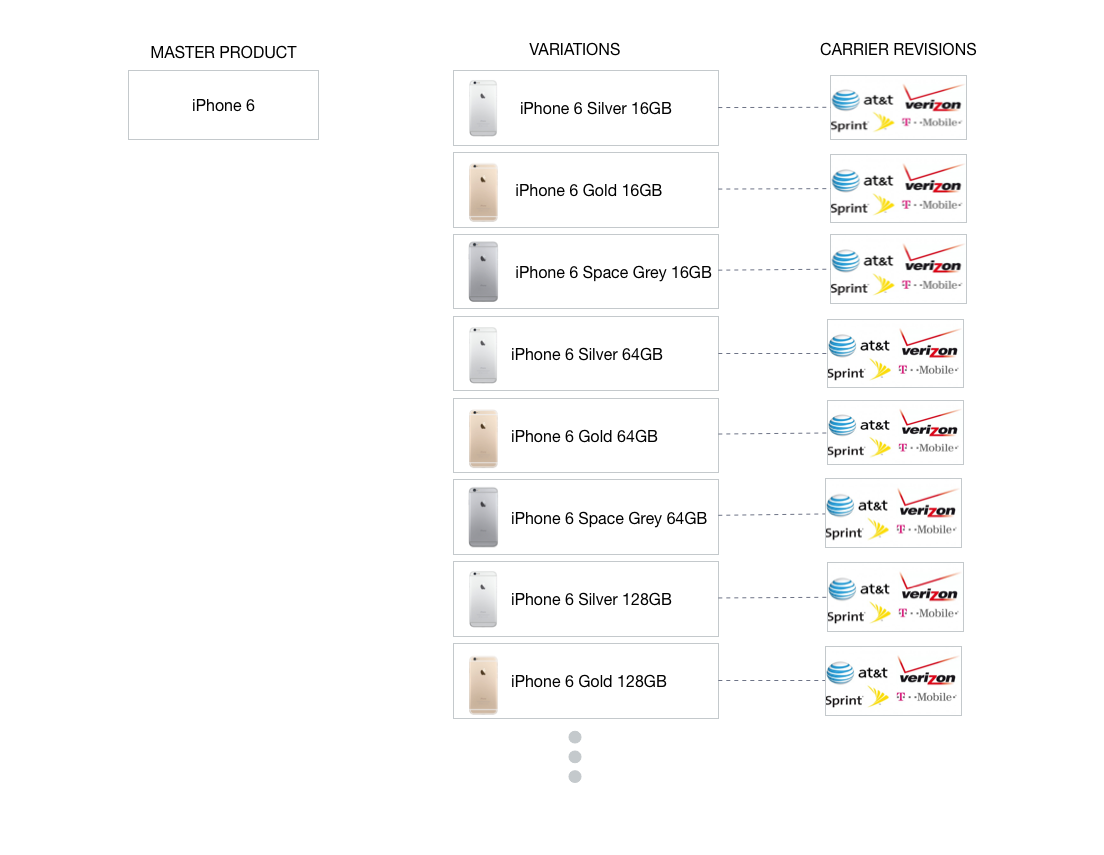 MASTER PRODUCT
VARIATIONS
CARRIER REVISIONS
iPhone 6
iPhone 6 Silver 16GB
at&t
verizon
Sprint
T··Mobile
iPhone 6 Gold 16GB
at&t
verizon
Sprint
T··Mobile
iPhone 6 Space Grey 16GB
at&t
verizon
Sprint
T··Mobile
iPhone 6 Silver 64GB
at&t
verizon
Sprint
T··Mobile
iPhone 6 Gold 64GB
at&t
verizon
Sprint
T··Mobile
iPhone 6 Space Grey 64GB
at&t
verizon
Sprint
T··Mobile
iPhone 6 Silver 128GB
at&t
verizon
Sprint
T··Mobile
iPhone 6 Gold 128GB
at&t
verizon
Sprint
T··Mobile